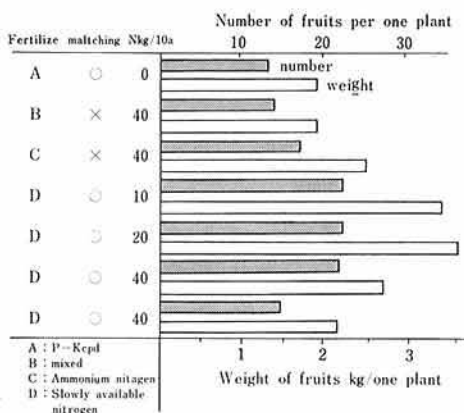 Number of fruits per one plant
Fertilize maltching Nkg/10a 10 20 30
A ○ 0 number
weight
B × 40
C × 40
D ○ 10
D ○ 20
D ○ 40
D ○ 40
A : P-Kcpd
B : mixed
C : Ammonium nitagen
D : Slowly available
nitrogen
1 2 3
Weight of fruits kg/one plant